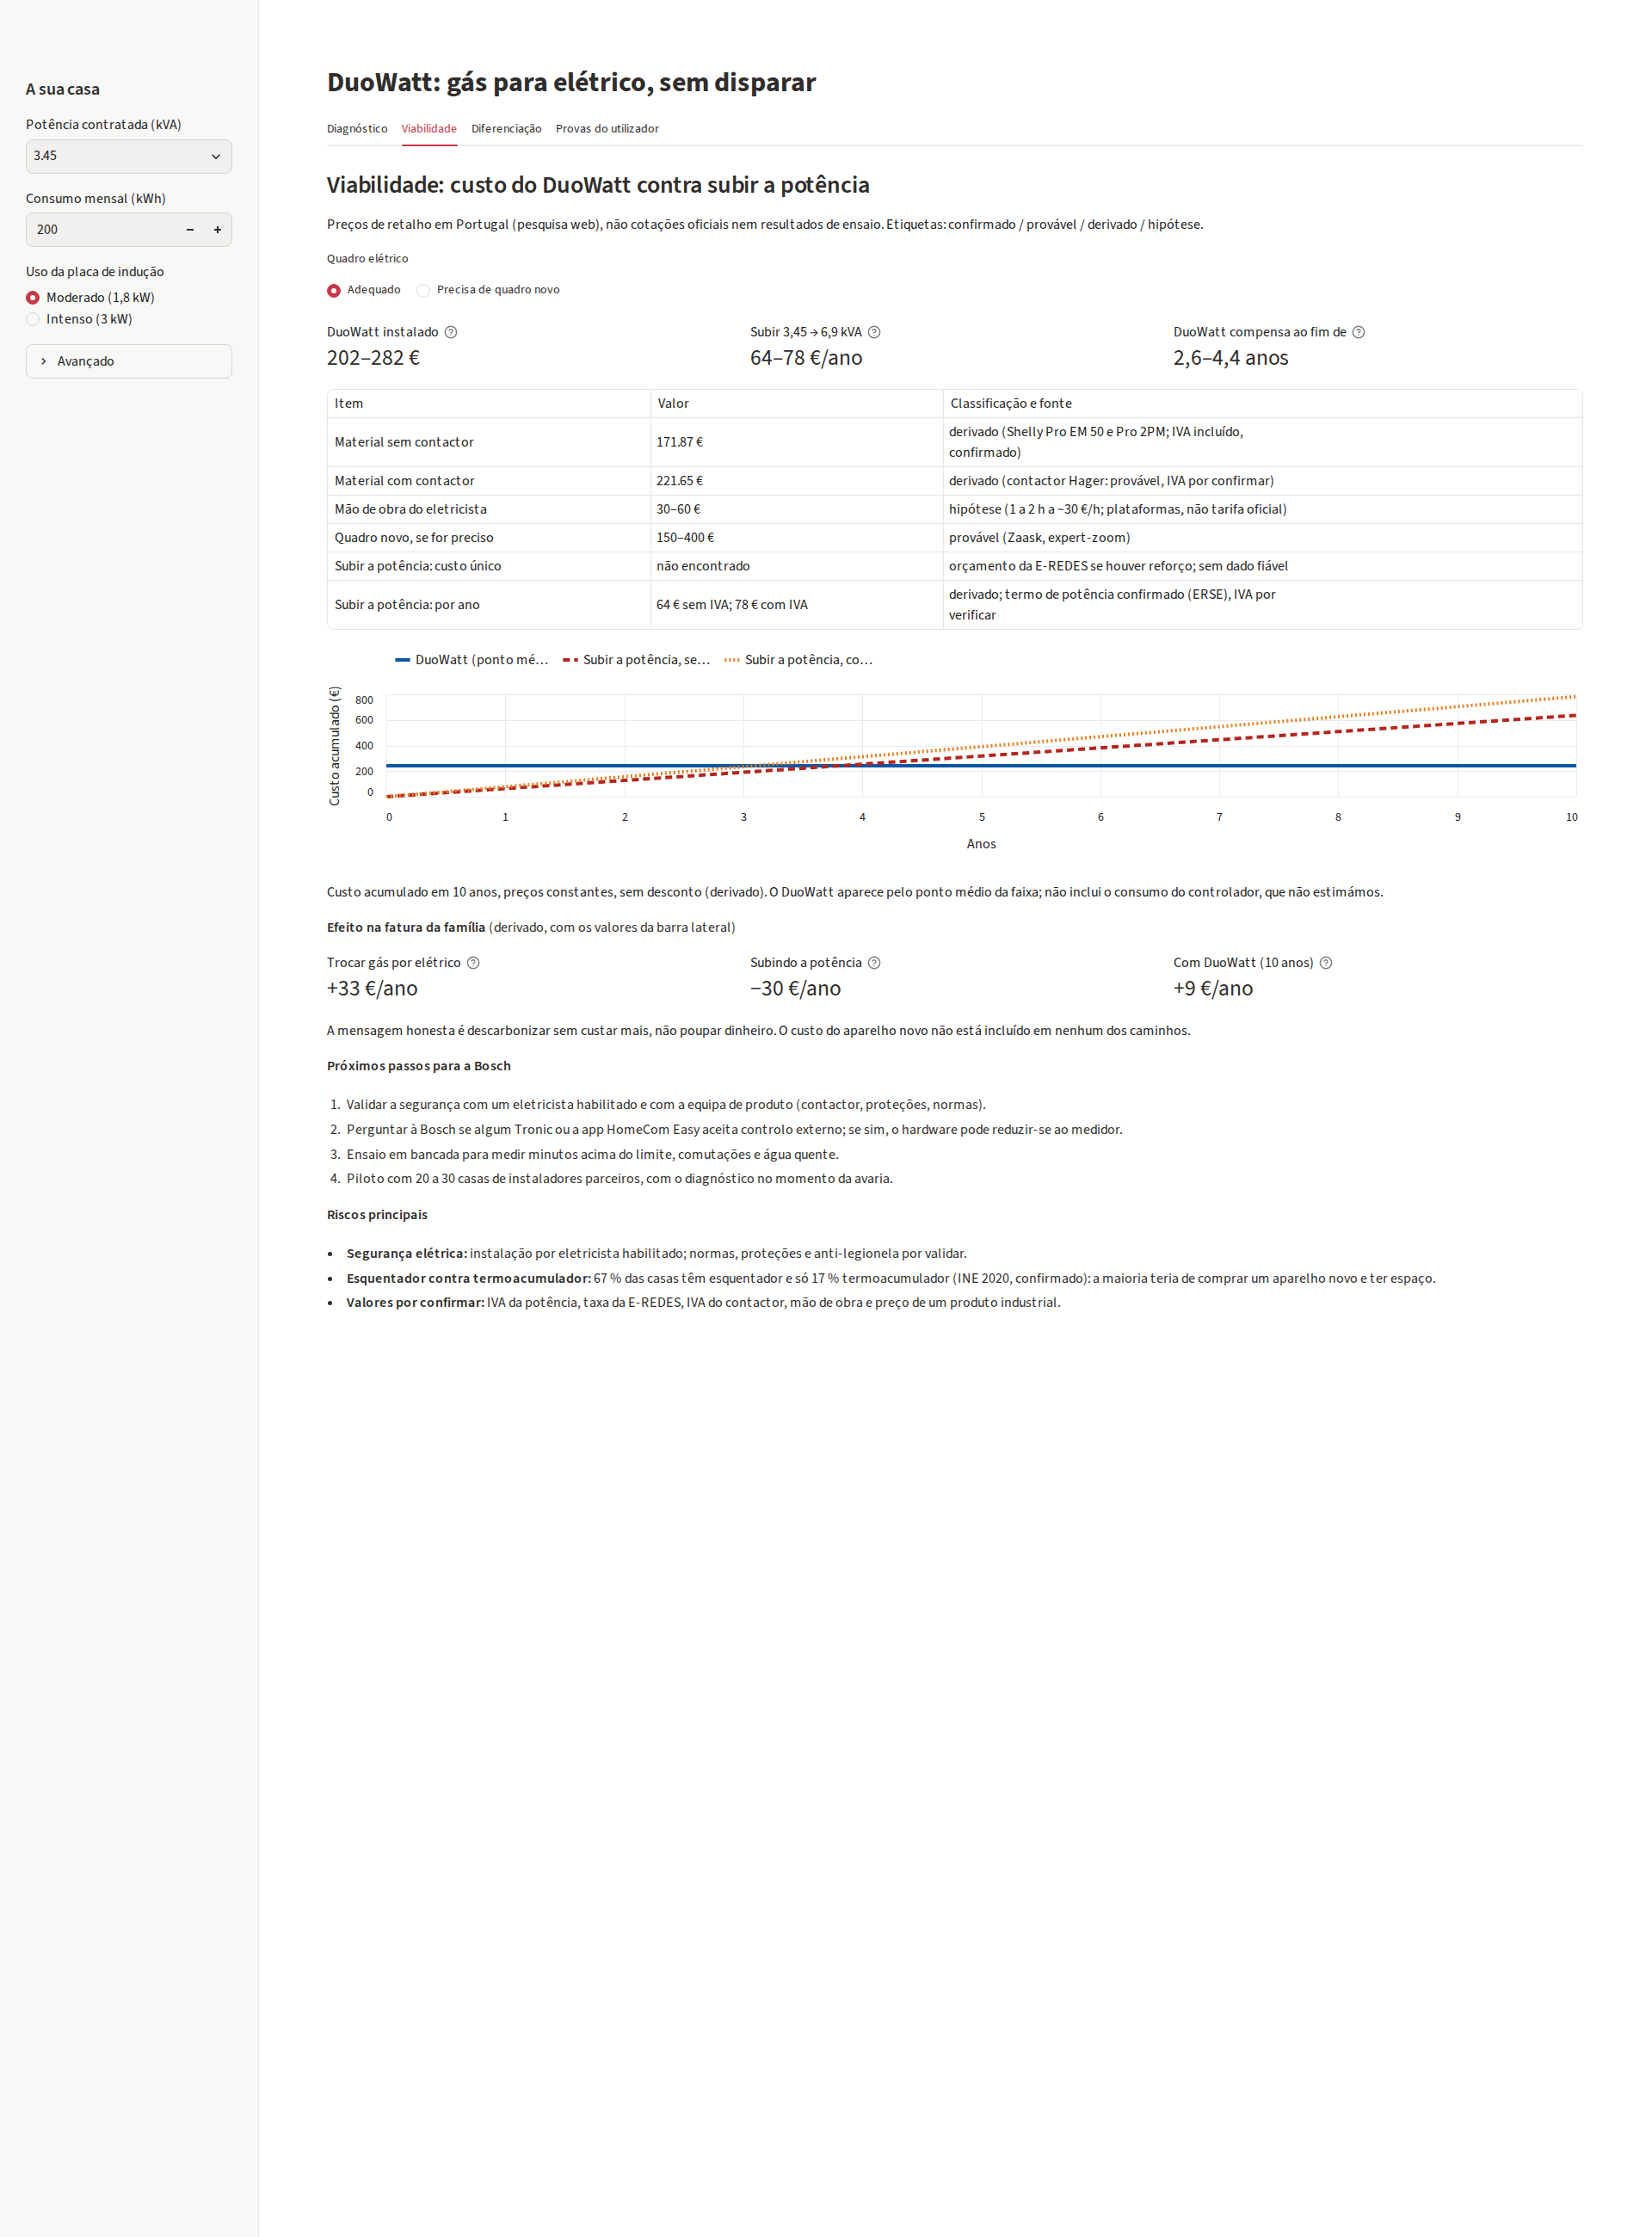 A sua casa
Potência contratada (kVA)
3.45
Consumo mensal (kWh)
200
Uso da placa de indução
Moderado (1,8 kW)
Intenso (3 kW)
Avançado
DuoWatt: gás para elétrico, sem disparar
Diagnóstico Viabilidade Diferenciação Provas do utilizador
Viabilidade: custo do DuoWatt contra subir a potência
Preços de retalho em Portugal (pesquisa web), não cotações oficiais nem resultados de ensaio. Etiquetas: confirmado / provável / derivado / hipótese.
Quadro elétrico
Adequado Precisa de quadro novo
DuoWatt instalado Subir 3,45 → 6,9 kVA DuoWatt compensa ao fim de
202–282 € 64–78 €/ano 2,6–4,4 anos
Item Valor Classificação e fonte
Material sem contactor 171.87 € derivado (Shelly Pro EM 50 e Pro 2PM; IVA incluído,
confirmado)
Material com contactor 221.65 € derivado (contactor Hager: provável, IVA por confirmar)
Mão de obra do eletricista 30–60 € hipótese (1 a 2 h a ~30 €/h; plataformas, não tarifa oficial)
Quadro novo, se for preciso 150–400 € provável (Zaask, expert-zoom)
Subir a potência: custo único não encontrado orçamento da E-REDES se houver reforço; sem dado fiável
Subir a potência: por ano 64 € sem IVA; 78 € com IVA derivado; termo de potência confirmado (ERSE), IVA por
verificar
DuoWatt (ponto mé… Subir a potência, se… Subir a potência, co…
Custo acumulado (€)
800
600
400
200
0
0 1 2 3 4 5 6 7 8 9 10
Anos
Custo acumulado em 10 anos, preços constantes, sem desconto (derivado). O DuoWatt aparece pelo ponto médio da faixa; não inclui o consumo do controlador, que não estimámos.
Efeito na fatura da família (derivado, com os valores da barra lateral)
Trocar gás por elétrico Subindo a potência Com DuoWatt (10 anos)
+33 €/ano −30 €/ano +9 €/ano
A mensagem honesta é descarbonizar sem custar mais, não poupar dinheiro. O custo do aparelho novo não está incluído em nenhum dos caminhos.
Próximos passos para a Bosch
1. Validar a segurança com um eletricista habilitado e com a equipa de produto (contactor, proteções, normas).
2. Perguntar à Bosch se algum Tronic ou a app HomeCom Easy aceita controlo externo; se sim, o hardware pode reduzir-se ao medidor.
3. Ensaio em bancada para medir minutos acima do limite, comutações e água quente.
4. Piloto com 20 a 30 casas de instaladores parceiros, com o diagnóstico no momento da avaria.
Riscos principais
• Segurança elétrica: instalação por eletricista habilitado; normas, proteções e anti-legionela por validar.
• Esquentador contra termoacumulador: 67 % das casas têm esquentador e só 17 % termoacumulador (INE 2020, confirmado): a maioria teria de comprar um aparelho novo e ter espaço.
• Valores por confirmar: IVA da potência, taxa da E-REDES, IVA do contactor, mão de obra e preço de um produto industrial.